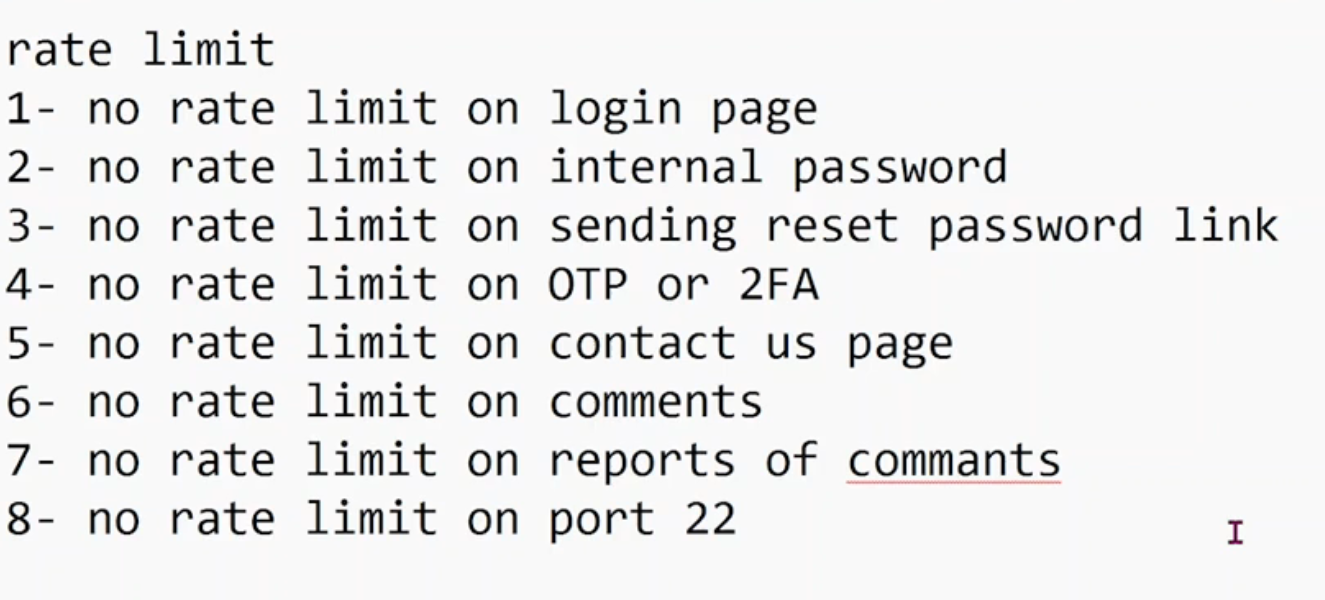 rate limit
1- no rate limit on login page
2- no rate limit on internal password
3- no rate limit on sending reset password link
4- no rate limit on OTP or 2FA
5- no rate limit on contact us page
6- no rate limit on comments
7- no rate limit on reports of commants
8- no rate limit on port 22